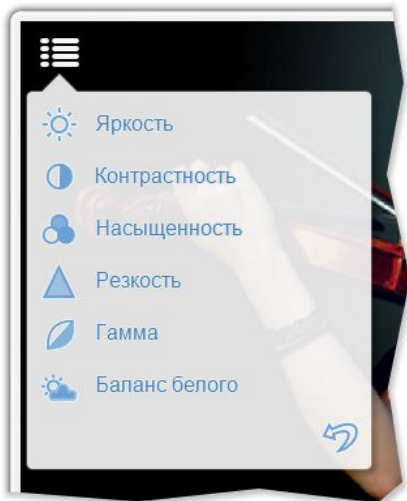 Яркость
Контрастность
Насыщенность
Резкость
Гамма
Баланс белого